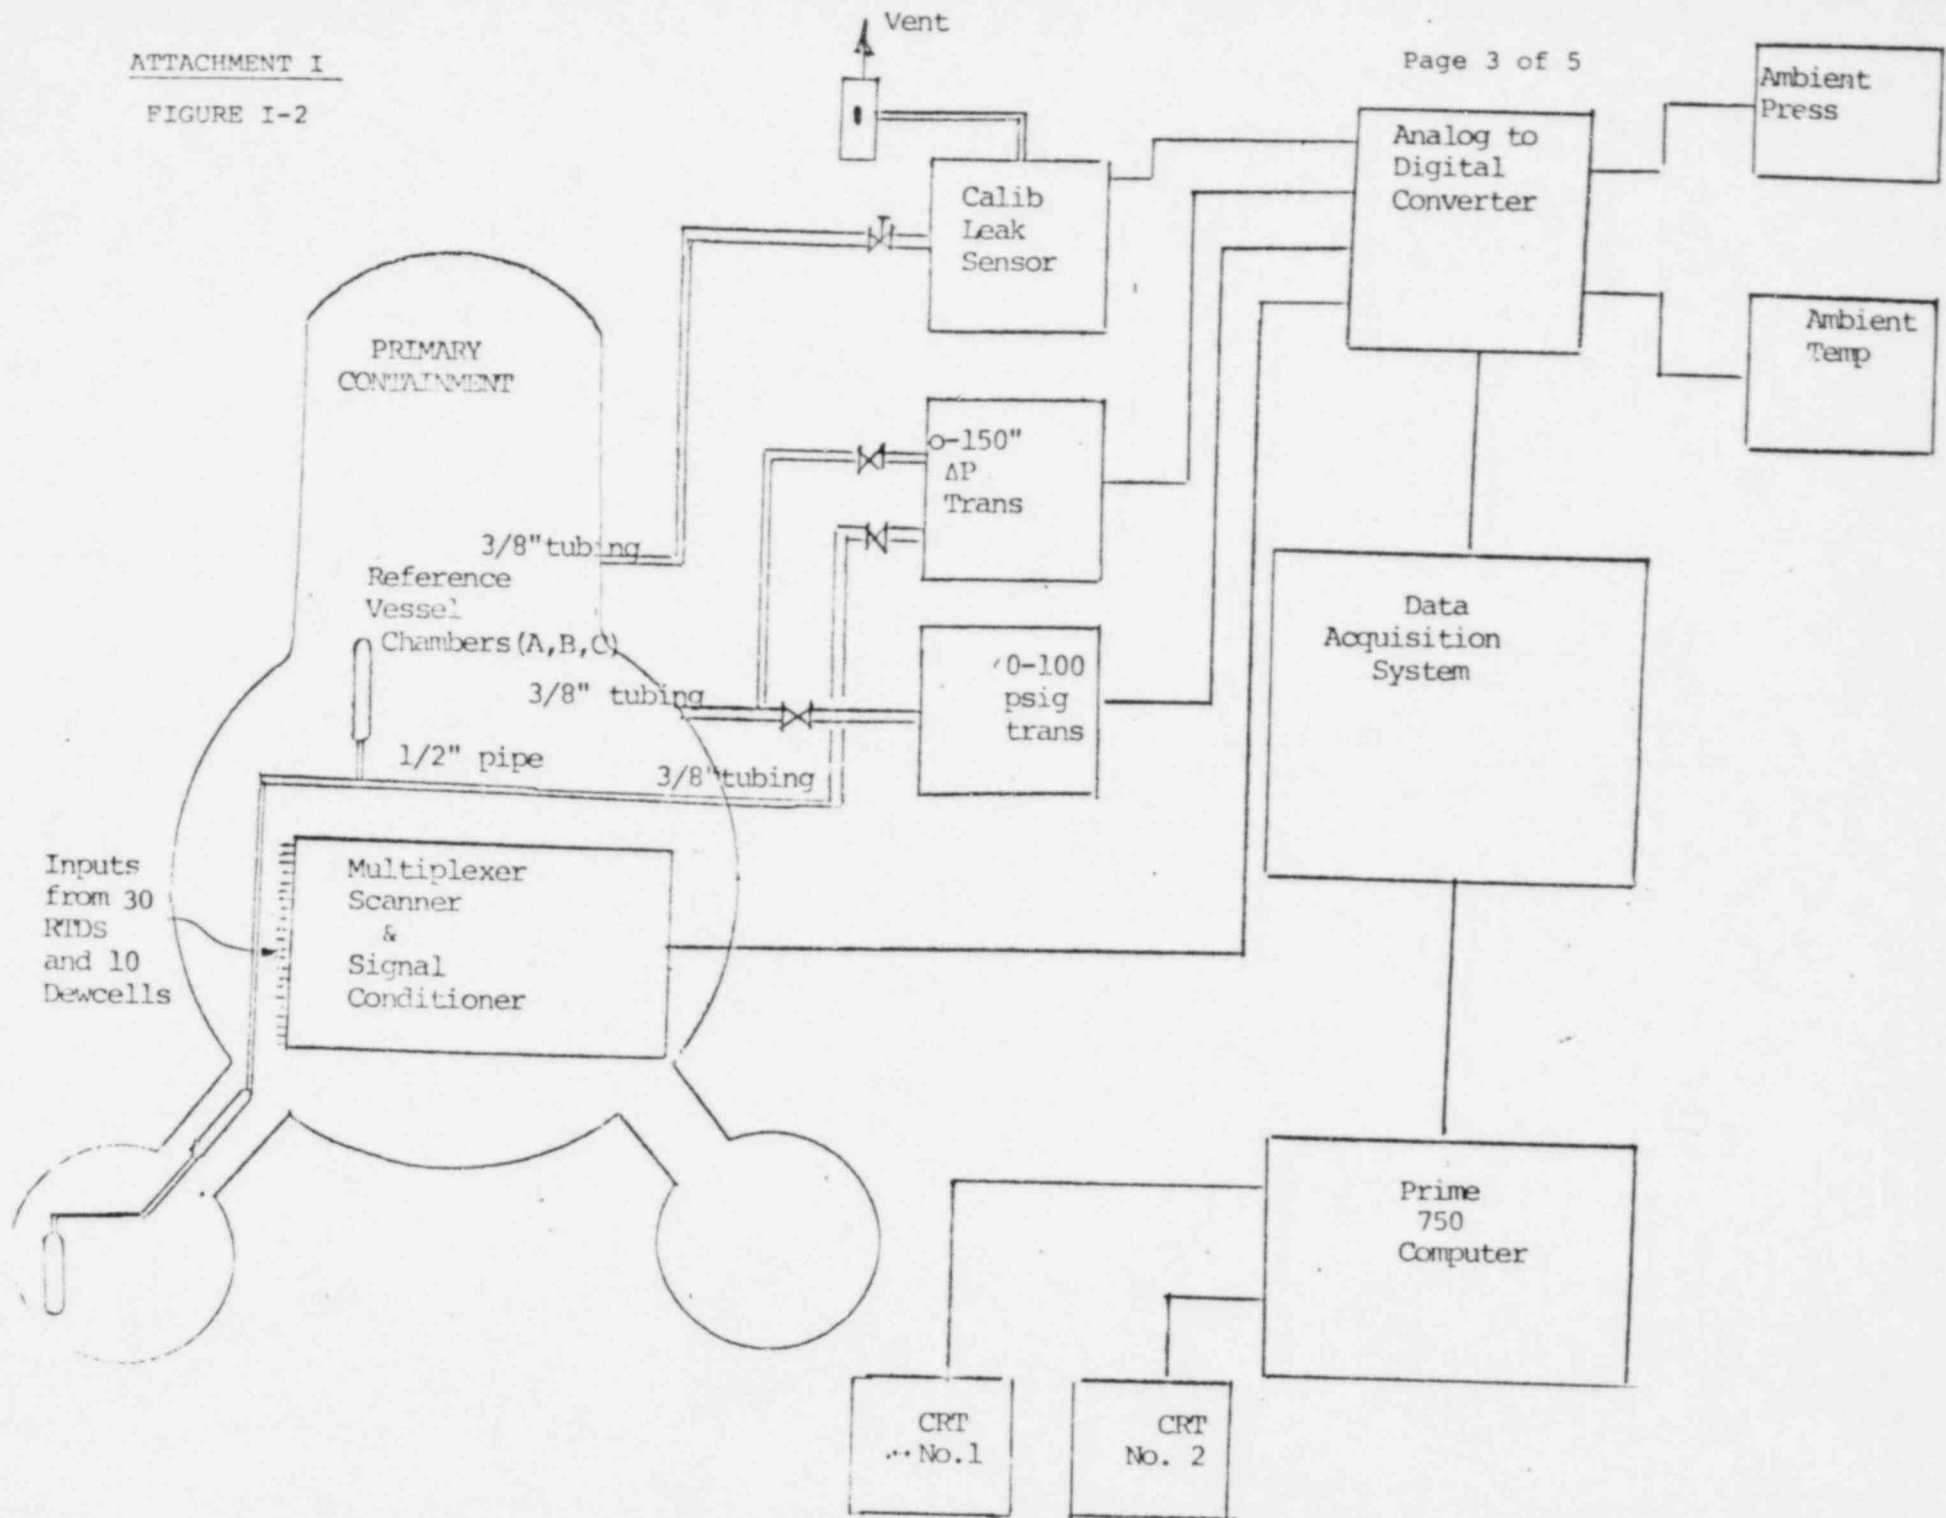 ATTACHMENT I
FIGURE I-2
Page 3 of 5
Vent
Ambient
Press
Analog to
Digital
Converter
Calib
Leak
Sensor
Ambient
Temp
PRIMARY
CONTAINMENT
0-150"
ΔP
Trans
3/8" tubing
Reference
Vessel
Chambers (A,B,C)
3/8" tubing
0-100
psig
trans
Data
Acquisition
System
1/2" pipe
3/8" tubing
Inputs
from 30
RTDS
and 10
Dewcells
Multiplexer
Scanner
&
Signal
Conditioner
Prime
750
Computer
CRT
No.1
CRT
No. 2